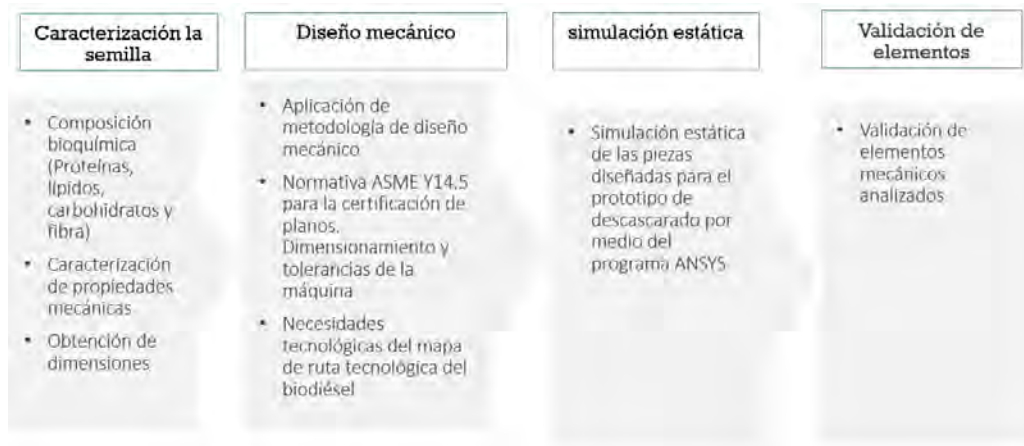 Caracterización la
semilla
• Composición
bioquímica
(Proteínas,
lípidos,
carbohidratos y
fibra)
• Caracterización
de propiedades
mecánicas
• Obtención de
dimensiones
Diseño mecánico
• Aplicación de
metodología de diseño
mecánico
• Normativa ASME Y14.5
para la certificación de
planos.
Dimensionamiento y
tolerancias de la
máquina
• Necesidades
tecnológicas del mapa
de ruta tecnológica del
biodiésel
simulación estática
• Simulación estática
de las piezas
diseñadas para el
prototipo de
descascarado por
medio del
programa ANSYS
Validación de
elementos
• Validación de
elementos
mecánicos
analizados